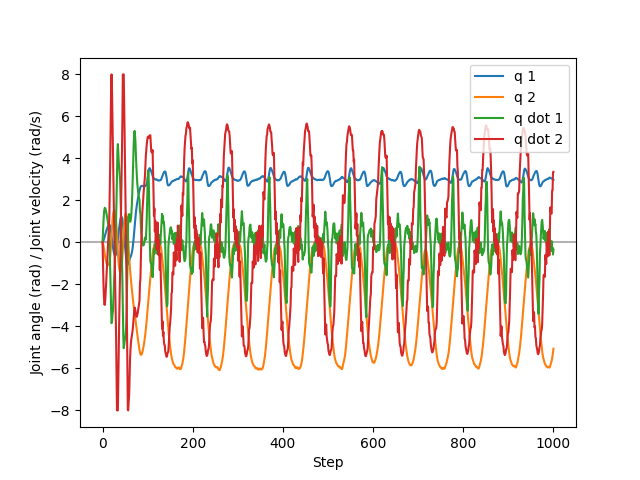 8
6
4
2
0
−2
−4
−6
−8
Joint angle (rad) / Joint velocity (rad/s)
q 1
q 2
q dot 1
q dot 2
0
200
400
600
800
1000
Step